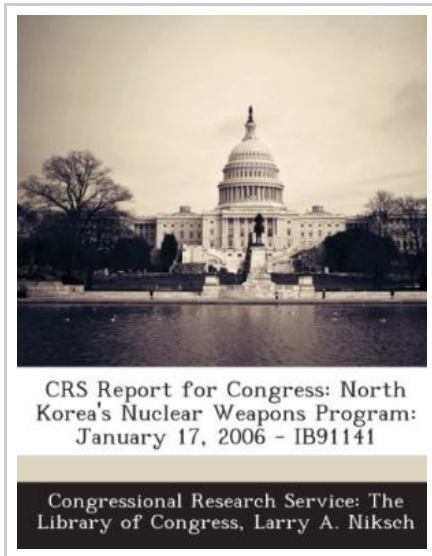 CRS Report for Congress: North
Korea's Nuclear Weapons Program:
January 17, 2006 - IB91141
Congressional Research Service: The
Library of Congress, Larry A. Niksch